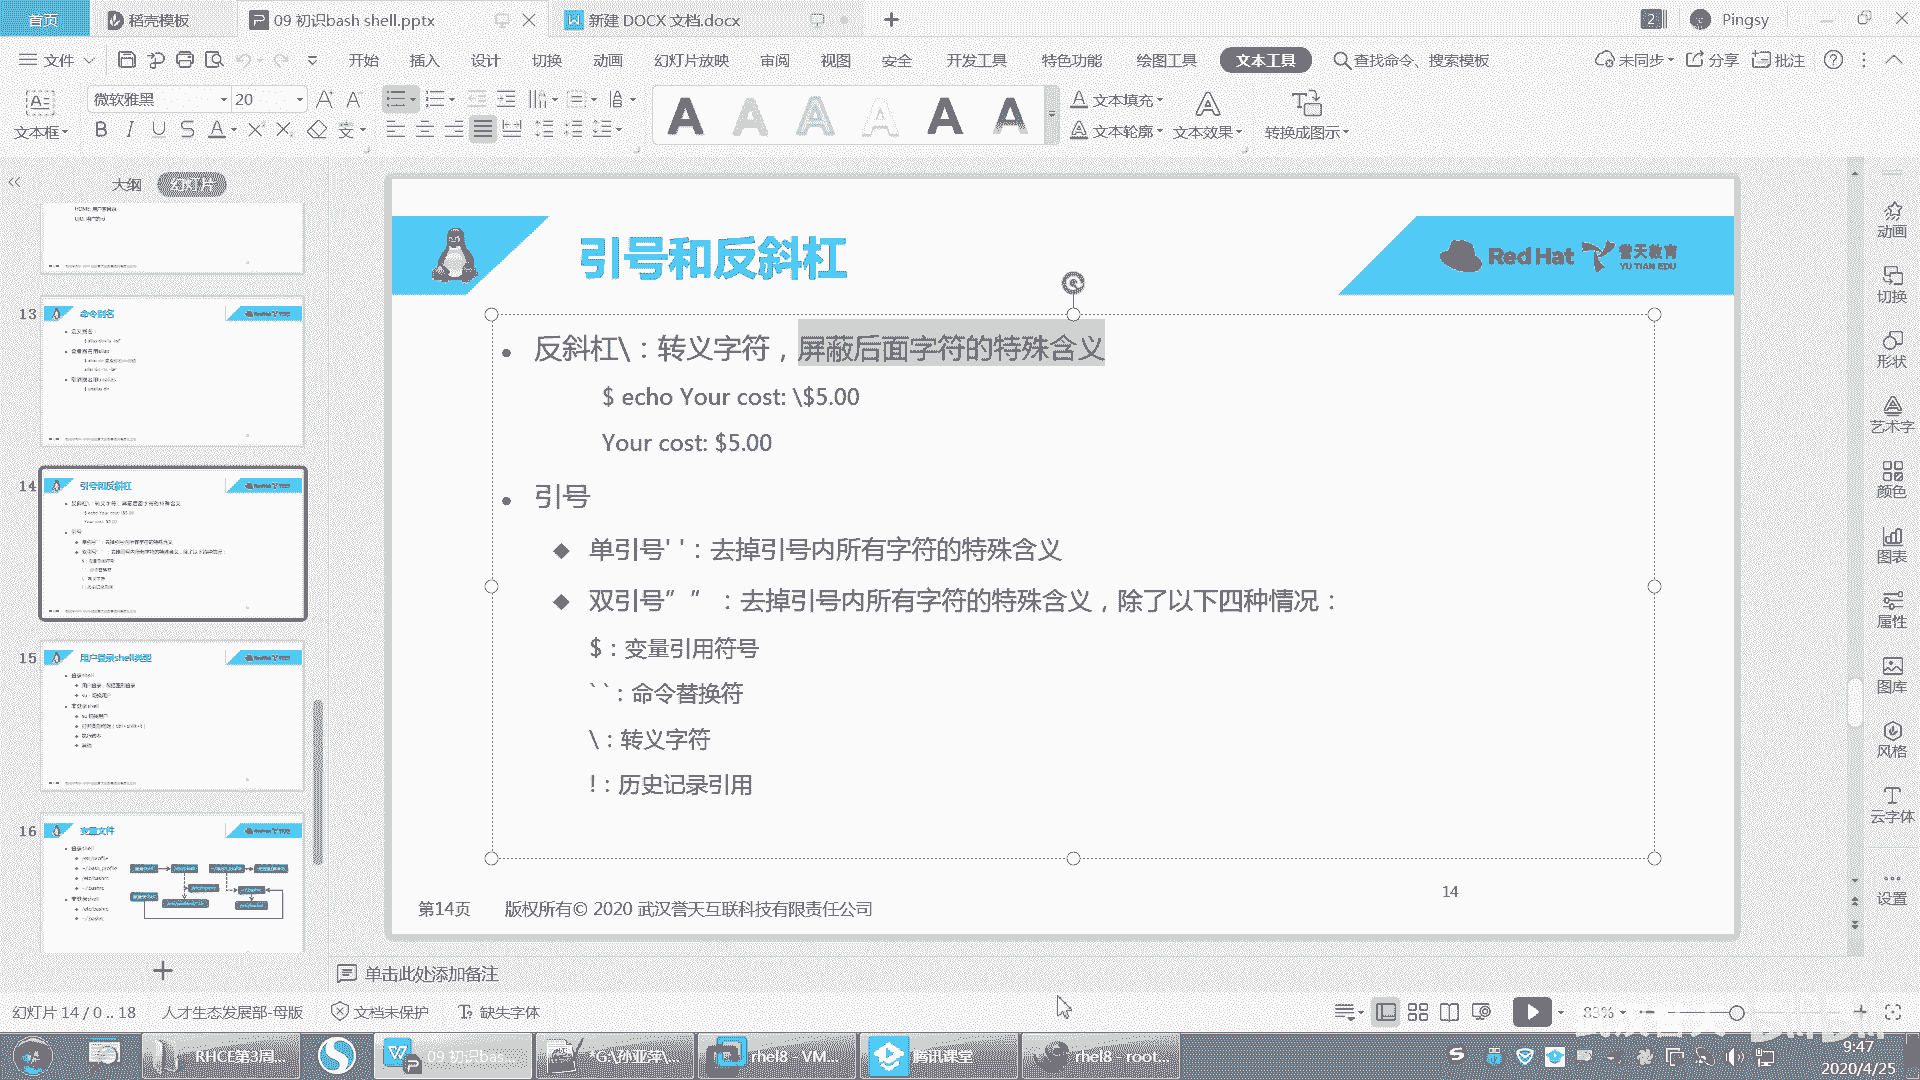 首页
稻壳模板
09 初识bash shell.pptx
新建 DOCX 文档.docx
2
Pingsy
文件
开始
插入
设计
切换
动画
幻灯片放映
审阅
视图
安全
开发工具
特色功能
绘图工具
文本工具
查找命令、搜索模板
未同步
分享
批注
文本框
微软雅黑
20
文本填充
文本轮廓
文本效果
转换成图示
大纲
幻灯片
13
命令别名
14
引号和反斜杠
15
用户登录shell类型
16
变量文件
引号和反斜杠
Red Hat
誉天教育
YU TIAN EDU
反斜杠\：转义字符，屏蔽后面字符的特殊含义
$ echo Your cost: \$5.00
Your cost: $5.00
引号
单引号' '：去掉引号内所有字符的特殊含义
双引号” ”：去掉引号内所有字符的特殊含义，除了以下四种情况：
$：变量引用符号
` `：命令替换符
\：转义字符
!：历史记录引用
14
第14页
版权所有© 2020 武汉誉天互联科技有限责任公司
动画
切换
形状
艺术字
颜色
图表
属性
图库
风格
云字体
设置
单击此处添加备注
幻灯片 14 / 0 .. 18
人才生态发展部-母版
文档未保护
缺失字体
83%
RHCE第3周...
09 初识bas...
*G:\孙亚萍\...
rhel8 - VM...
腾讯课堂
rhel8 - root...
9:47
2020/4/25